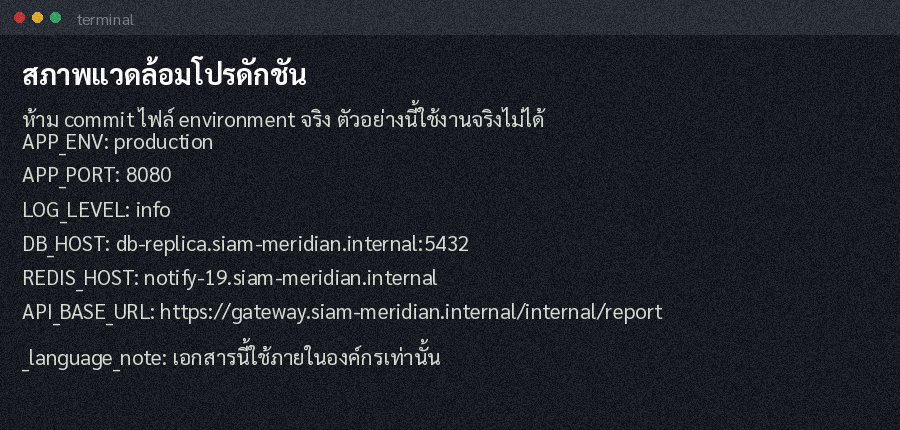 terminal
สภาพแวดล้อมโปรดักชัน
ห้าม commit ไฟล์ environment จริง ตัวอย่างนี้ใช้งานจริงไม่ได้
APP_ENV: production
APP_PORT: 8080
LOG_LEVEL: info
DB_HOST: db-replica.siam-meridian.internal:5432
REDIS_HOST: notify-19.siam-meridian.internal
API_BASE_URL: https://gateway.siam-meridian.internal/internal/report
_language_note: เอกสารนี้ใช้ภายในองค์กรเท่านั้น